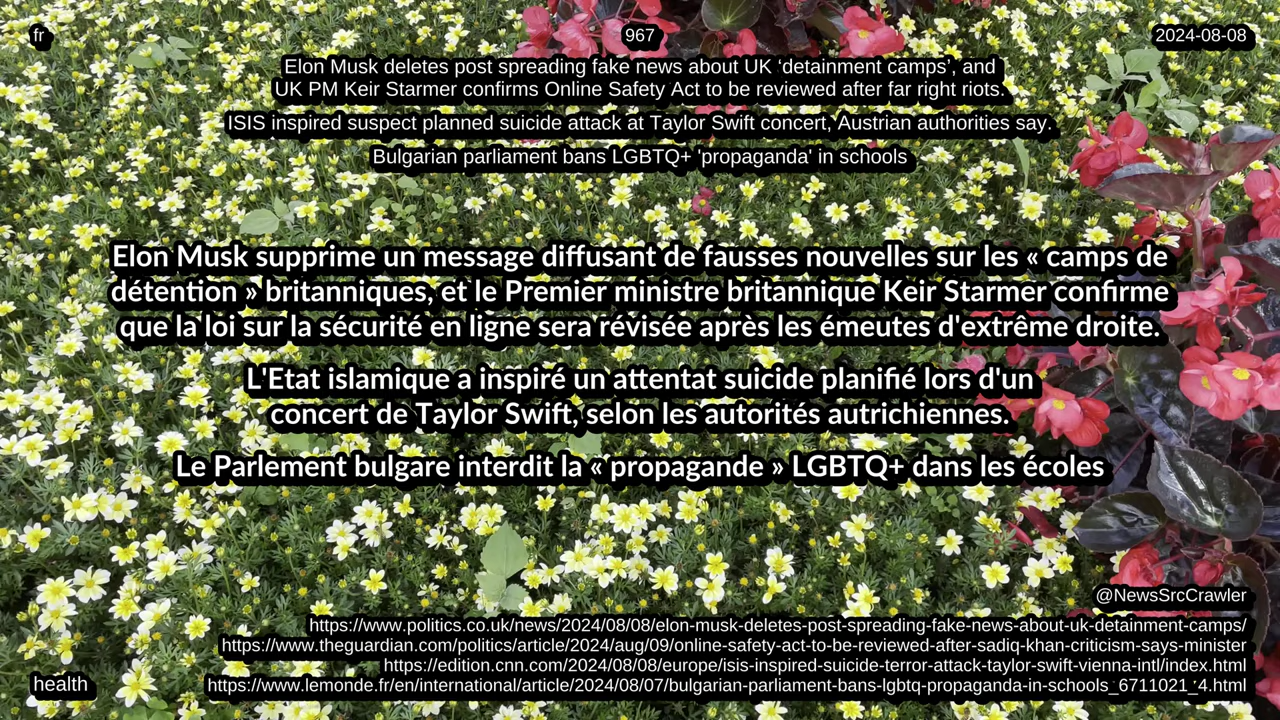 fr
967
2024-08-08
Elon Musk deletes post spreading fake news about UK ‘detainment camps’, and
UK PM Keir Starmer confirms Online Safety Act to be reviewed after far right riots.
ISIS inspired suspect planned suicide attack at Taylor Swift concert, Austrian authorities say.
Bulgarian parliament bans LGBTQ+ 'propaganda' in schools
Elon Musk supprime un message diffusant de fausses nouvelles sur les « camps de
détention » britanniques, et le Premier ministre britannique Keir Starmer confirme
que la loi sur la sécurité en ligne sera révisée après les émeutes d'extrême droite.
L'Etat islamique a inspiré un attentat suicide planifié lors d'un
concert de Taylor Swift, selon les autorités autrichiennes.
Le Parlement bulgare interdit la « propagande » LGBTQ+ dans les écoles
@NewsSrcCrawler
https://www.politics.co.uk/news/2024/08/08/elon-musk-deletes-post-spreading-fake-news-about-uk-detainment-camps/
https://www.theguardian.com/politics/article/2024/aug/09/online-safety-act-to-be-reviewed-after-sadiq-khan-criticism-says-minister
https://edition.cnn.com/2024/08/08/europe/isis-inspired-suicide-terror-attack-taylor-swift-vienna-intl/index.html
health
https://www.lemonde.fr/en/international/article/2024/08/07/bulgarian-parliament-bans-lgbtq-propaganda-in-schools_6711021_4.html